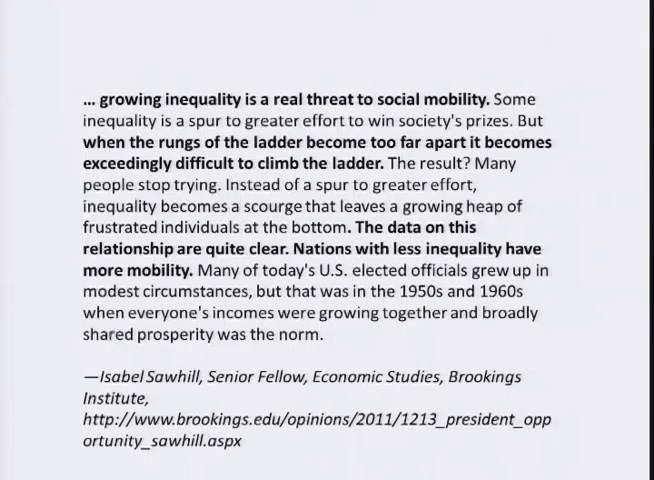 ... growing inequality is a real threat to social mobility. Some
inequality is a spur to greater effort to win society's prizes. But
when the rungs of the ladder become too far apart it becomes
exceedingly difficult to climb the ladder. The result? Many
people stop trying. Instead of a spur to greater effort,
inequality becomes a scourge that leaves a growing heap of
frustrated individuals at the bottom. The data on this
relationship are quite clear. Nations with less inequality have
more mobility. Many of today's U.S. elected officials grew up in
modest circumstances, but that was in the 1950s and 1960s
when everyone's incomes were growing together and broadly
shared prosperity was the norm.
—Isabel Sawhill, Senior Fellow, Economic Studies, Brookings
Institute,
http://www.brookings.edu/opinions/2011/1213_president_opp
ortunity_sawhill.aspx